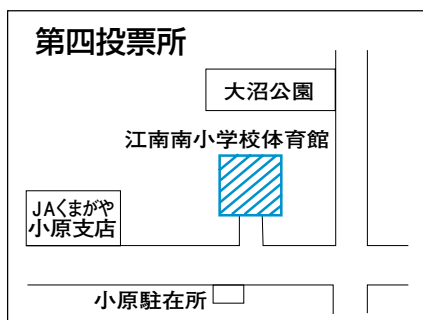 第四投票所
大沼公園
江南南小学校体育館
JAくまがや
小原支店
小原駐在所